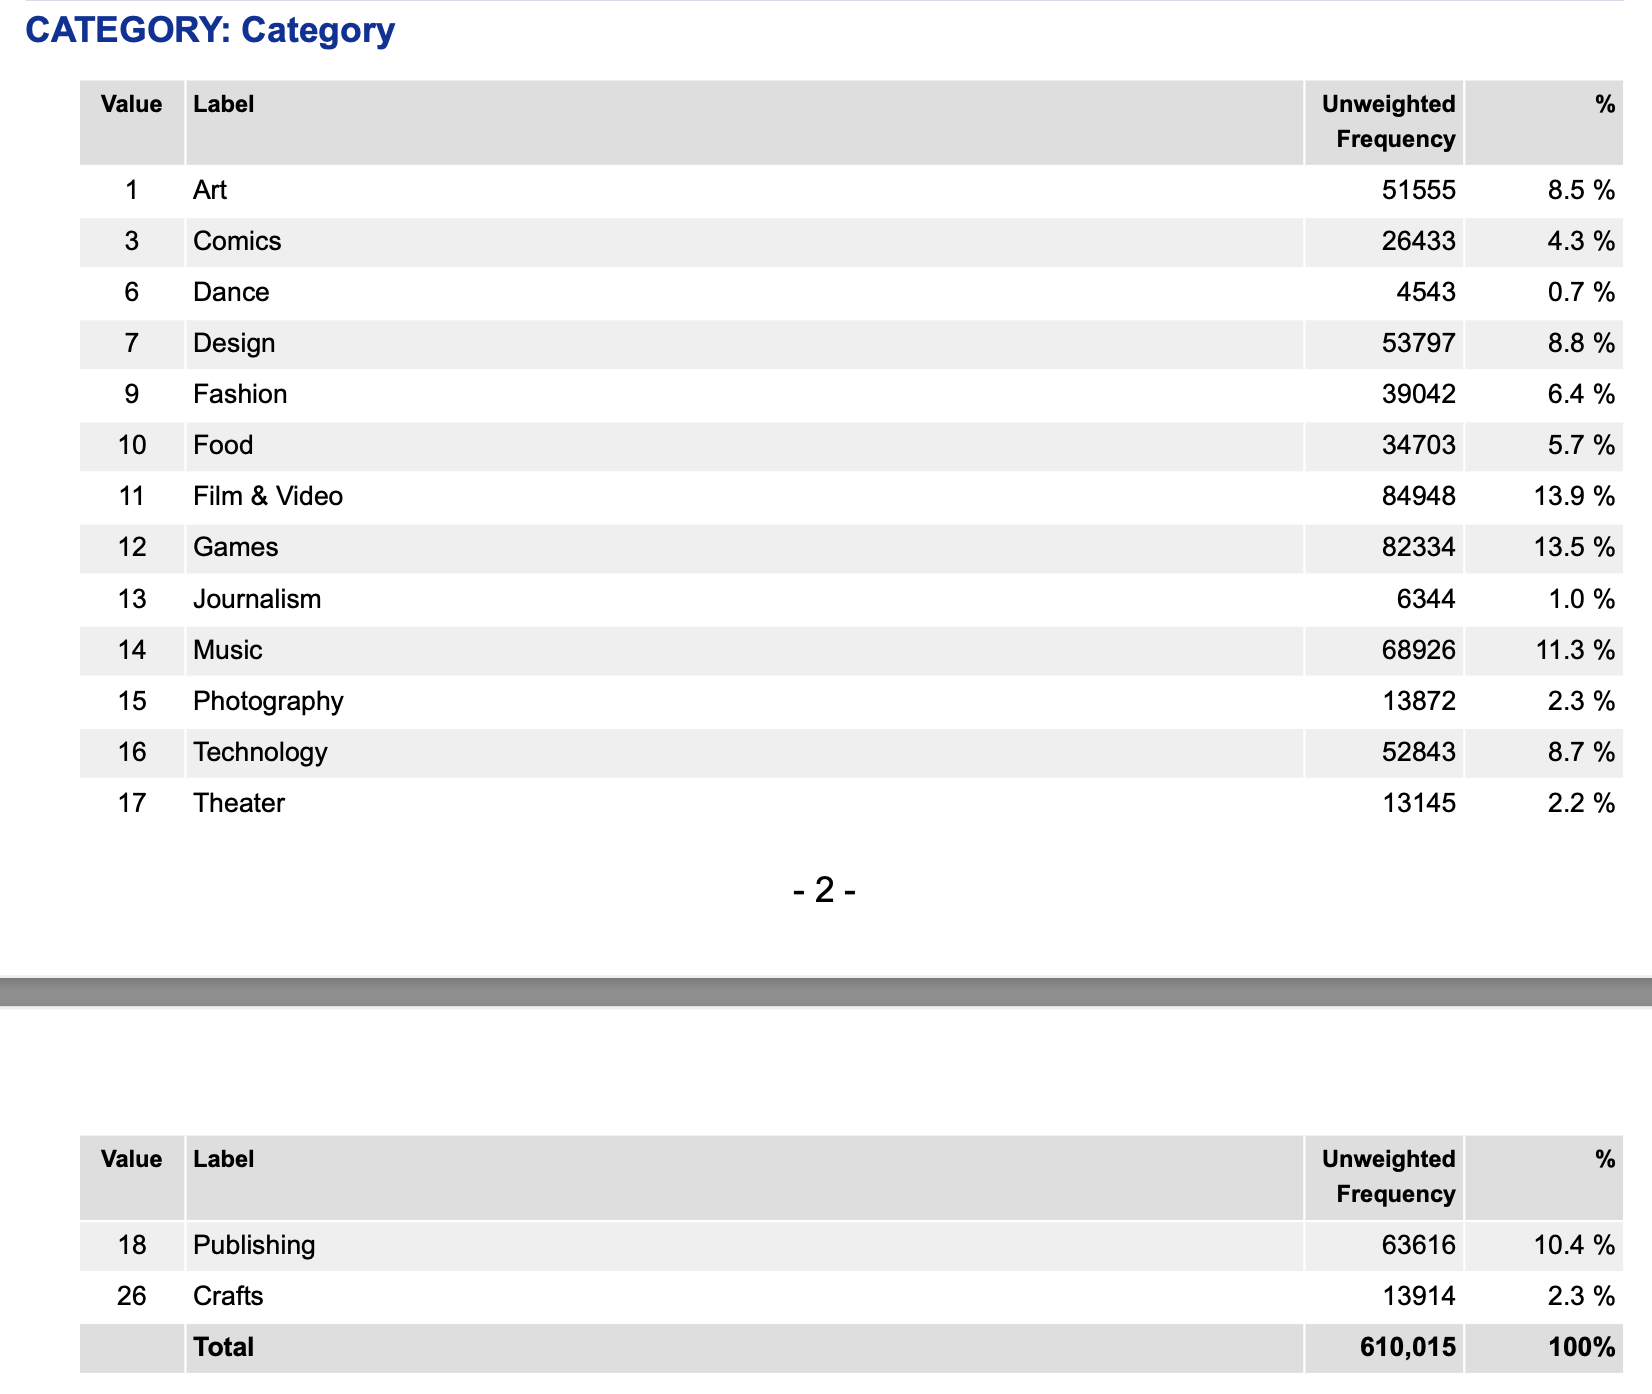 CATEGORY: Category
Value Label Unweighted Frequency %
1 Art 51555 8.5 %
3 Comics 26433 4.3 %
6 Dance 4543 0.7 %
7 Design 53797 8.8 %
9 Fashion 39042 6.4 %
10 Food 34703 5.7 %
11 Film & Video 84948 13.9 %
12 Games 82334 13.5 %
13 Journalism 6344 1.0 %
14 Music 68926 11.3 %
15 Photography 13872 2.3 %
16 Technology 52843 8.7 %
17 Theater 13145 2.2 %
- 2 -
Value Label Unweighted Frequency %
18 Publishing 63616 10.4 %
26 Crafts 13914 2.3 %
Total 610,015 100%